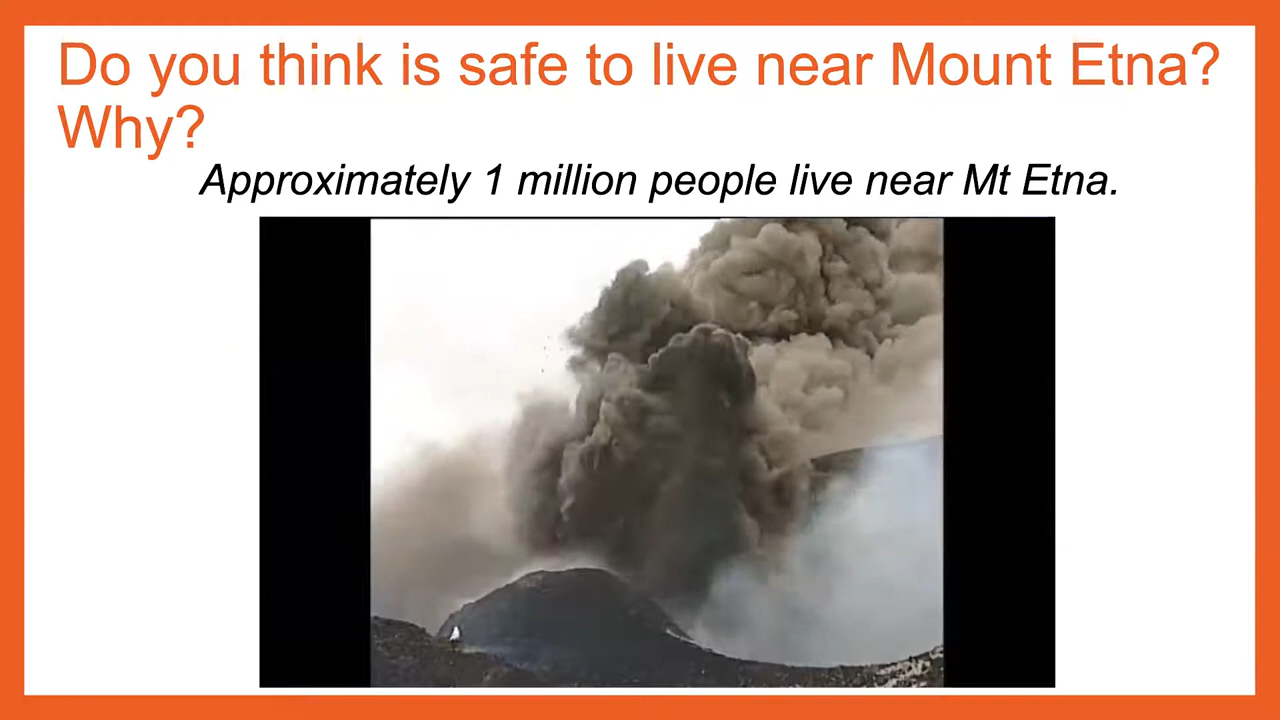 Do you think is safe to live near Mount Etna?
Why?
Approximately 1 million people live near Mt Etna.